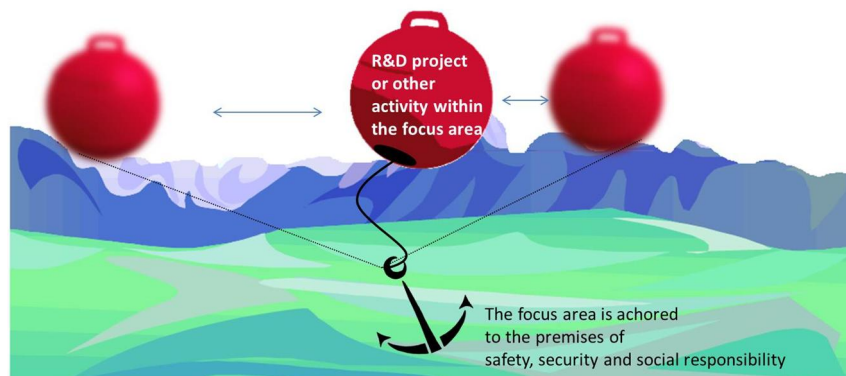 R&D project
or other
activity within
the focus area
The focus area is achored
to the premises of
safety, security and social responsibility